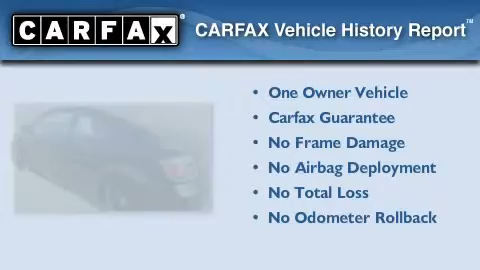 CARFAX® CARFAX Vehicle History Report™
• One Owner Vehicle
• Carfax Guarantee
• No Frame Damage
• No Airbag Deployment
• No Total Loss
• No Odometer Rollback